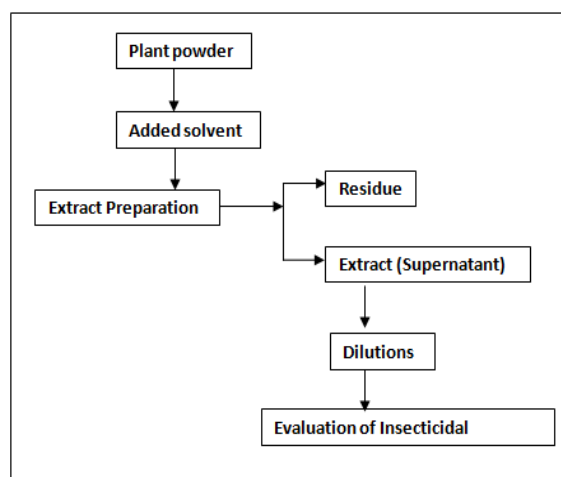 Plant powder
Added solvent
Extract Preparation
Residue
Extract (Supernatant)
Dilutions
Evaluation of Insecticidal